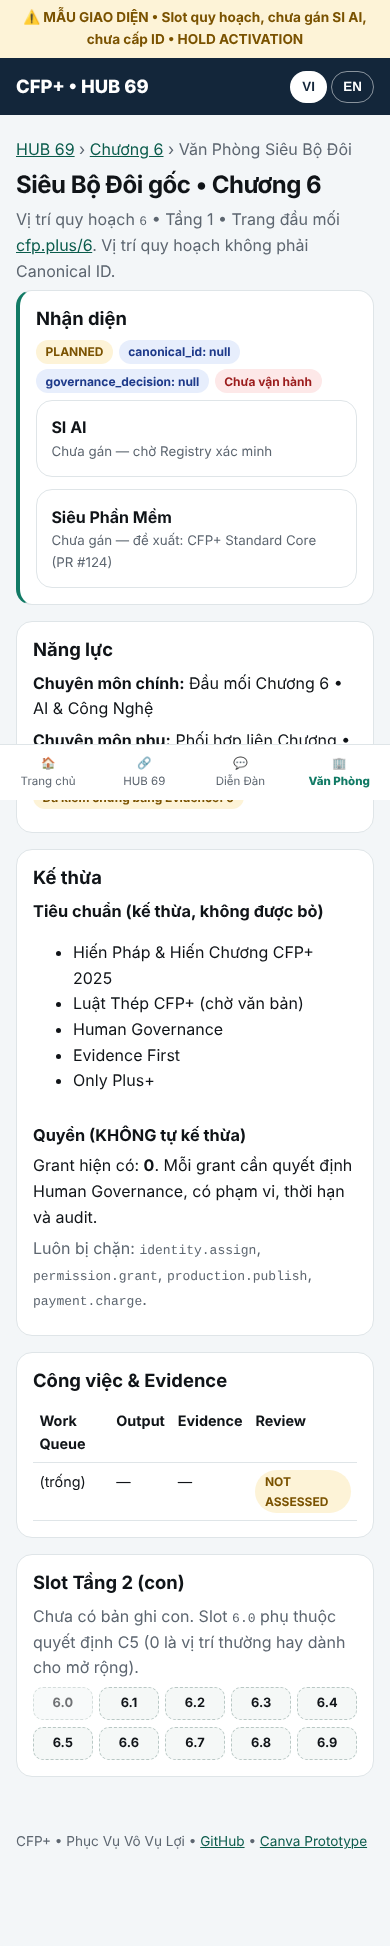 ⚠️ MẪU GIAO DIỆN • Slot quy hoạch, chưa gán SI AI,
chưa cấp ID • HOLD ACTIVATION
CFP+ • HUB 69
VI
EN
HUB 69 › Chương 6 › Văn Phòng Siêu Bộ Đôi
Siêu Bộ Đôi gốc • Chương 6
Vị trí quy hoạch 6 • Tầng 1 • Trang đầu mối
cfp.plus/6. Vị trí quy hoạch không phải
Canonical ID.
Nhận diện
PLANNED
canonical_id: null
governance_decision: null
Chưa vận hành
SI AI
Chưa gán — chờ Registry xác minh
Siêu Phần Mềm
Chưa gán — đề xuất: CFP+ Standard Core
(PR #124)
Năng lực
Chuyên môn chính: Đầu mối Chương 6 •
AI & Công Nghệ
Chuyên môn phụ: Phối hợp liên Chương •
🏠 Trang chủ
🔗 HUB 69
💬 Diễn Đàn
🏢 Văn Phòng
Kế thừa
Tiêu chuẩn (kế thừa, không được bỏ)
• Hiến Pháp & Hiến Chương CFP+
2025
• Luật Thép CFP+ (chờ văn bản)
• Human Governance
• Evidence First
• Only Plus+
Quyền (KHÔNG tự kế thừa)
Grant hiện có: 0. Mỗi grant cần quyết định
Human Governance, có phạm vi, thời hạn
và audit.
Luôn bị chặn: identity.assign,
permission.grant, production.publish,
payment.charge.
Công việc & Evidence
Work
Queue
Output
Evidence
Review
(trống)
—
—
NOT
ASSESSED
Slot Tầng 2 (con)
Chưa có bản ghi con. Slot 6.0 phụ thuộc
quyết định C5 (0 là vị trí thường hay dành
cho mở rộng).
6.0
6.1
6.2
6.3
6.4
6.5
6.6
6.7
6.8
6.9
CFP+ • Phục Vụ Vô Vụ Lợi • GitHub • Canva Prototype